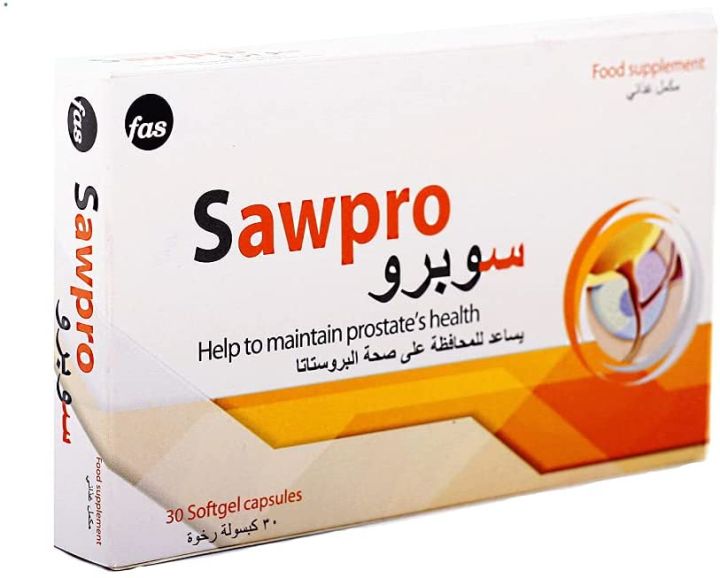 fas
Sawpro
سوبرو
Food supplement
مكمل غذائي
fas
Food supplement
مكمل غذائي
Sawpro
سوبرو
Help to maintain prostate's health
يساعد للمحافظة على صحة البروستاتا
30 Softgel capsules
٣٠ كبسولة رخوة